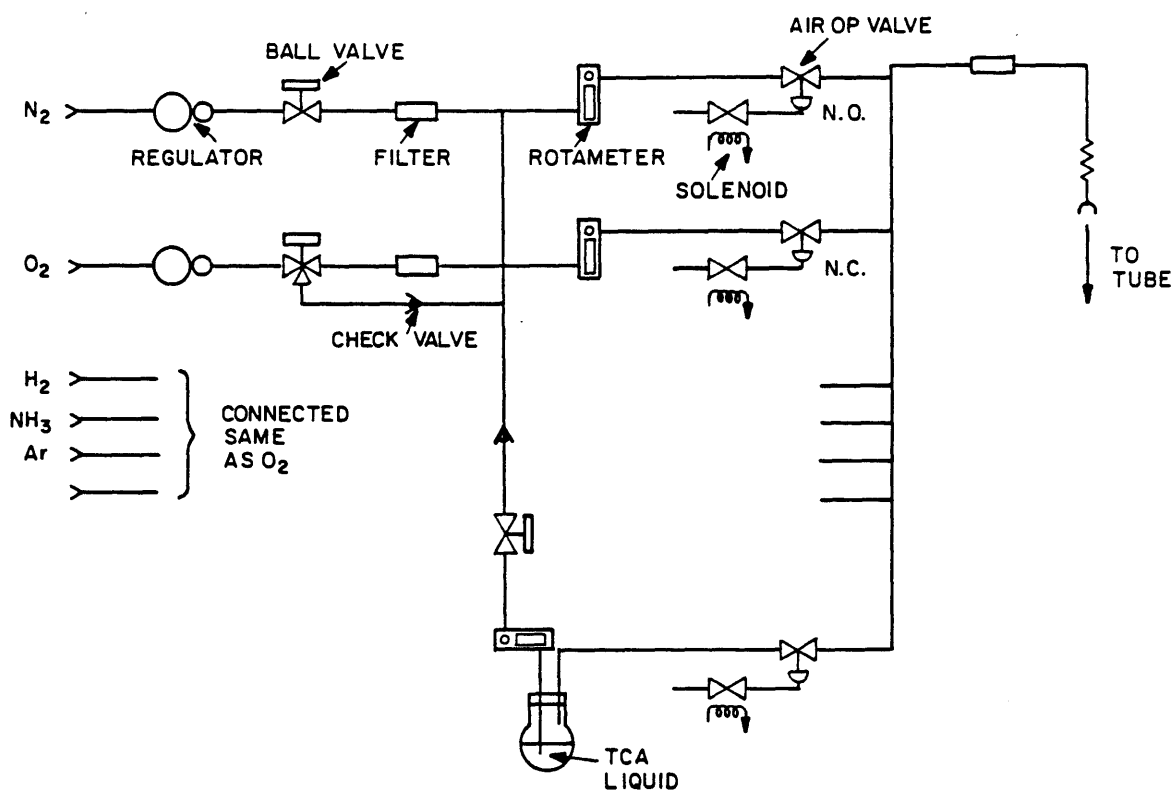 AIR OP VALVE
BALL VALVE
N2
N.O.
REGULATOR
FILTER
ROTAMETER
SOLENOID
O2
N.C.
TO
TUBE
CHECK VALVE
H2
NH3
Ar
CONNECTED
SAME
AS O2
TCA
LIQUID